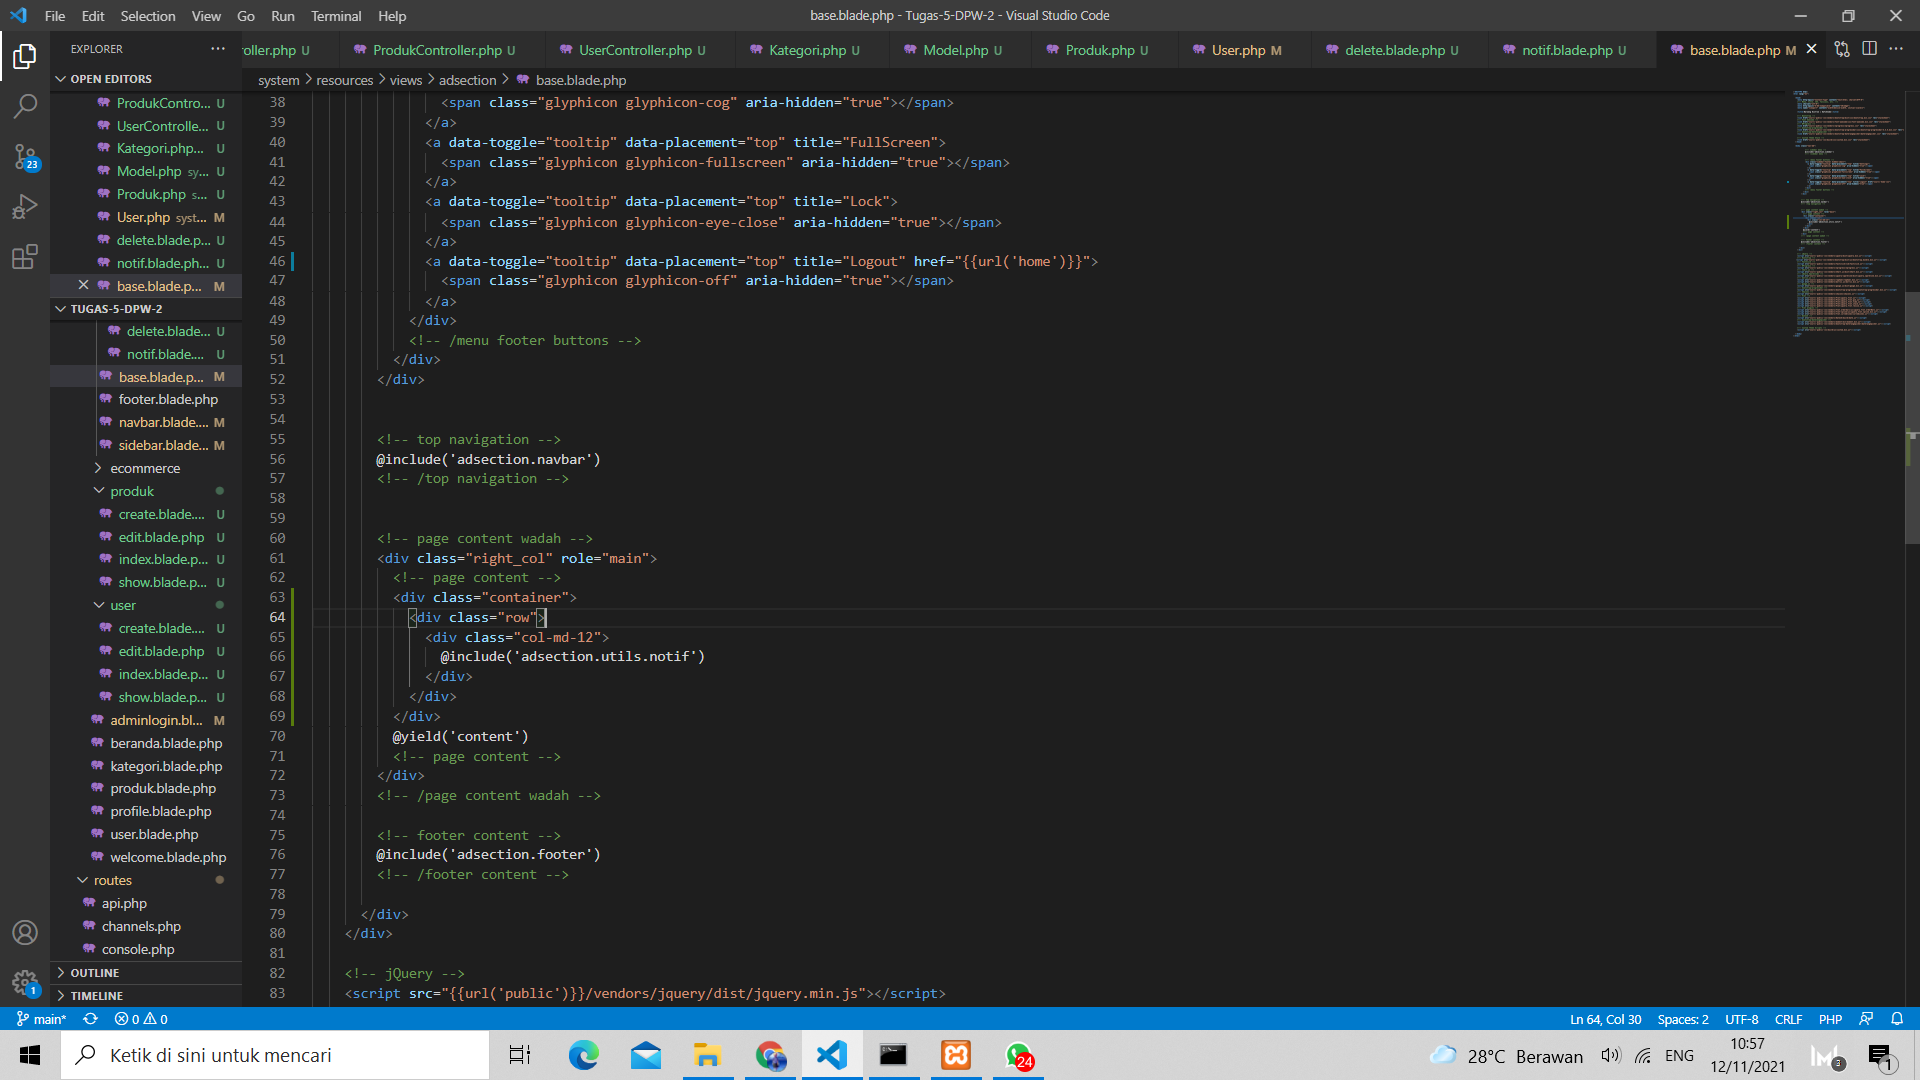 File Edit Selection View Go Run Terminal Help
base.blade.php - Tugas-5-DPW-2 - Visual Studio Code
EXPLORER
oller.php U ProdukController.php U UserController.php U Kategori.php U Model.php U Produk.php U User.php M delete.blade.php U notif.blade.php U base.blade.php M
OPEN EDITORS
system > resources > views > adsection > base.blade.php
ProdukContro... U
UserControlle... U
Kategori.php... U
Model.php sy... U
Produk.php s... U
User.php syst... M
delete.blade.p... U
notif.blade.ph... U
base.blade.p... M
TUGAS-5-DPW-2
delete.blade... U
notif.blade.... U
base.blade.p... M
footer.blade.php
navbar.blade.... M
sidebar.blade... M
ecommerce
produk
create.blade.... U
edit.blade.php U
index.blade.p... U
show.blade.p... U
user
create.blade.... U
edit.blade.php U
index.blade.p... U
show.blade.p... U
adminlogin.bl... M
beranda.blade.php
kategori.blade.php
produk.blade.php
profile.blade.php
user.blade.php
welcome.blade.php
routes
api.php
channels.php
console.php
OUTLINE
TIMELINE
23
1
38 <span class="glyphicon glyphicon-cog" aria-hidden="true"></span>
39 </a>
40 <a data-toggle="tooltip" data-placement="top" title="FullScreen">
41 <span class="glyphicon glyphicon-fullscreen" aria-hidden="true"></span>
42 </a>
43 <a data-toggle="tooltip" data-placement="top" title="Lock">
44 <span class="glyphicon glyphicon-eye-close" aria-hidden="true"></span>
45 </a>
46 <a data-toggle="tooltip" data-placement="top" title="Logout" href="{{url('home')}}">
47 <span class="glyphicon glyphicon-off" aria-hidden="true"></span>
48 </a>
49 </div>
50 <!-- /menu footer buttons -->
51 </div>
52 </div>
53
54
55 <!-- top navigation -->
56 @include('adsection.navbar')
57 <!-- /top navigation -->
58
59
60 <!-- page content wadah -->
61 <div class="right_col" role="main">
62 <!-- page content -->
63 <div class="container">
64 <div class="row">
65 <div class="col-md-12">
66 @include('adsection.utils.notif')
67 </div>
68 </div>
69 </div>
70 @yield('content')
71 <!-- page content -->
72 </div>
73 <!-- /page content wadah -->
74
75 <!-- footer content -->
76 @include('adsection.footer')
77 <!-- /footer content -->
78
79 </div>
80 </div>
81
82 <!-- jQuery -->
83 <script src="{{url('public')}}/vendors/jquery/dist/jquery.min.js"></script>
main* 0 0 Ln 64, Col 30 Spaces: 2 UTF-8 CRLF PHP
Ketik di sini untuk mencari
24
28°C Berawan
ENG
10:57
12/11/2021
3
1